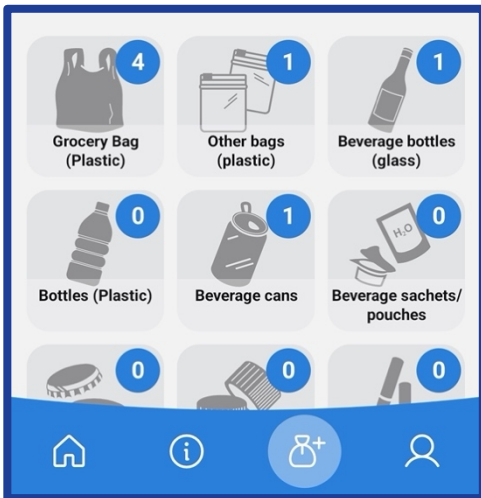 4
1
1
Grocery Bag
(Plastic)
Other bags
(plastic)
Beverage bottles
(glass)
0
1
0
H₂O
Bottles (Plastic)
Beverage cans
Beverage sachets/
pouches
0
0
0